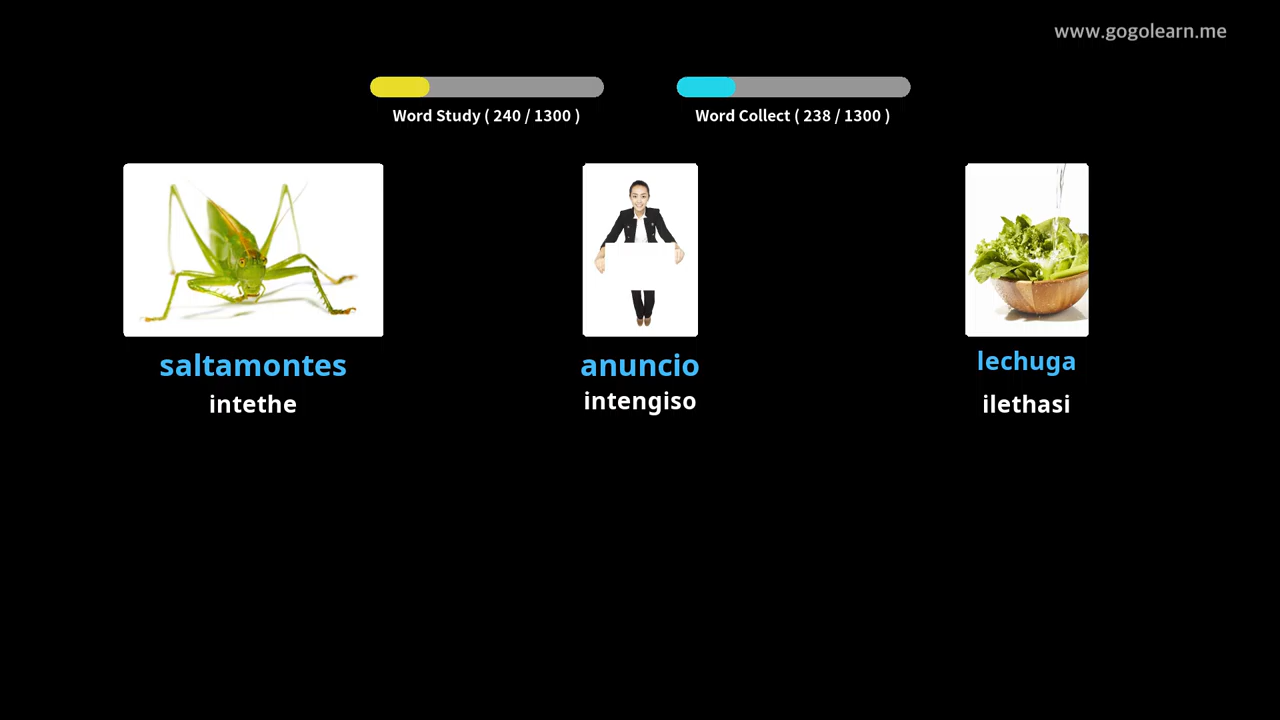 www.gogolearn.me
Word Study ( 240 / 1300 )
Word Collect ( 238 / 1300 )
saltamontes
intethe
anuncio
intengiso
lechuga
ilethasi